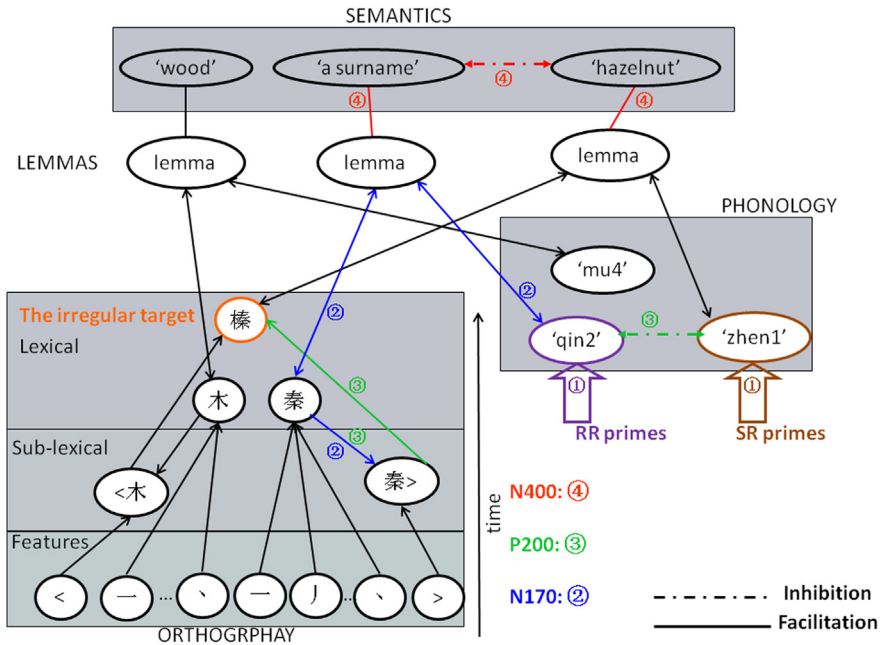 SEMANTICS
‘wood’
‘a surname’
④
‘hazelnut’
④
④
LEMMAS
lemma
lemma
lemma
PHONOLOGY
‘mu4’
②
‘qin2’
③
‘zhen1’
①
①
RR primes
SR primes
The irregular target
榛
Lexical
②
③
木
秦
Sub-lexical
②
③
<木
秦>
Features
<
一
...
丶
一
丿
...
丶
>
ORTHOGRPHAY
time
N400: ④
P200: ③
N170: ②
Inhibition
Facilitation